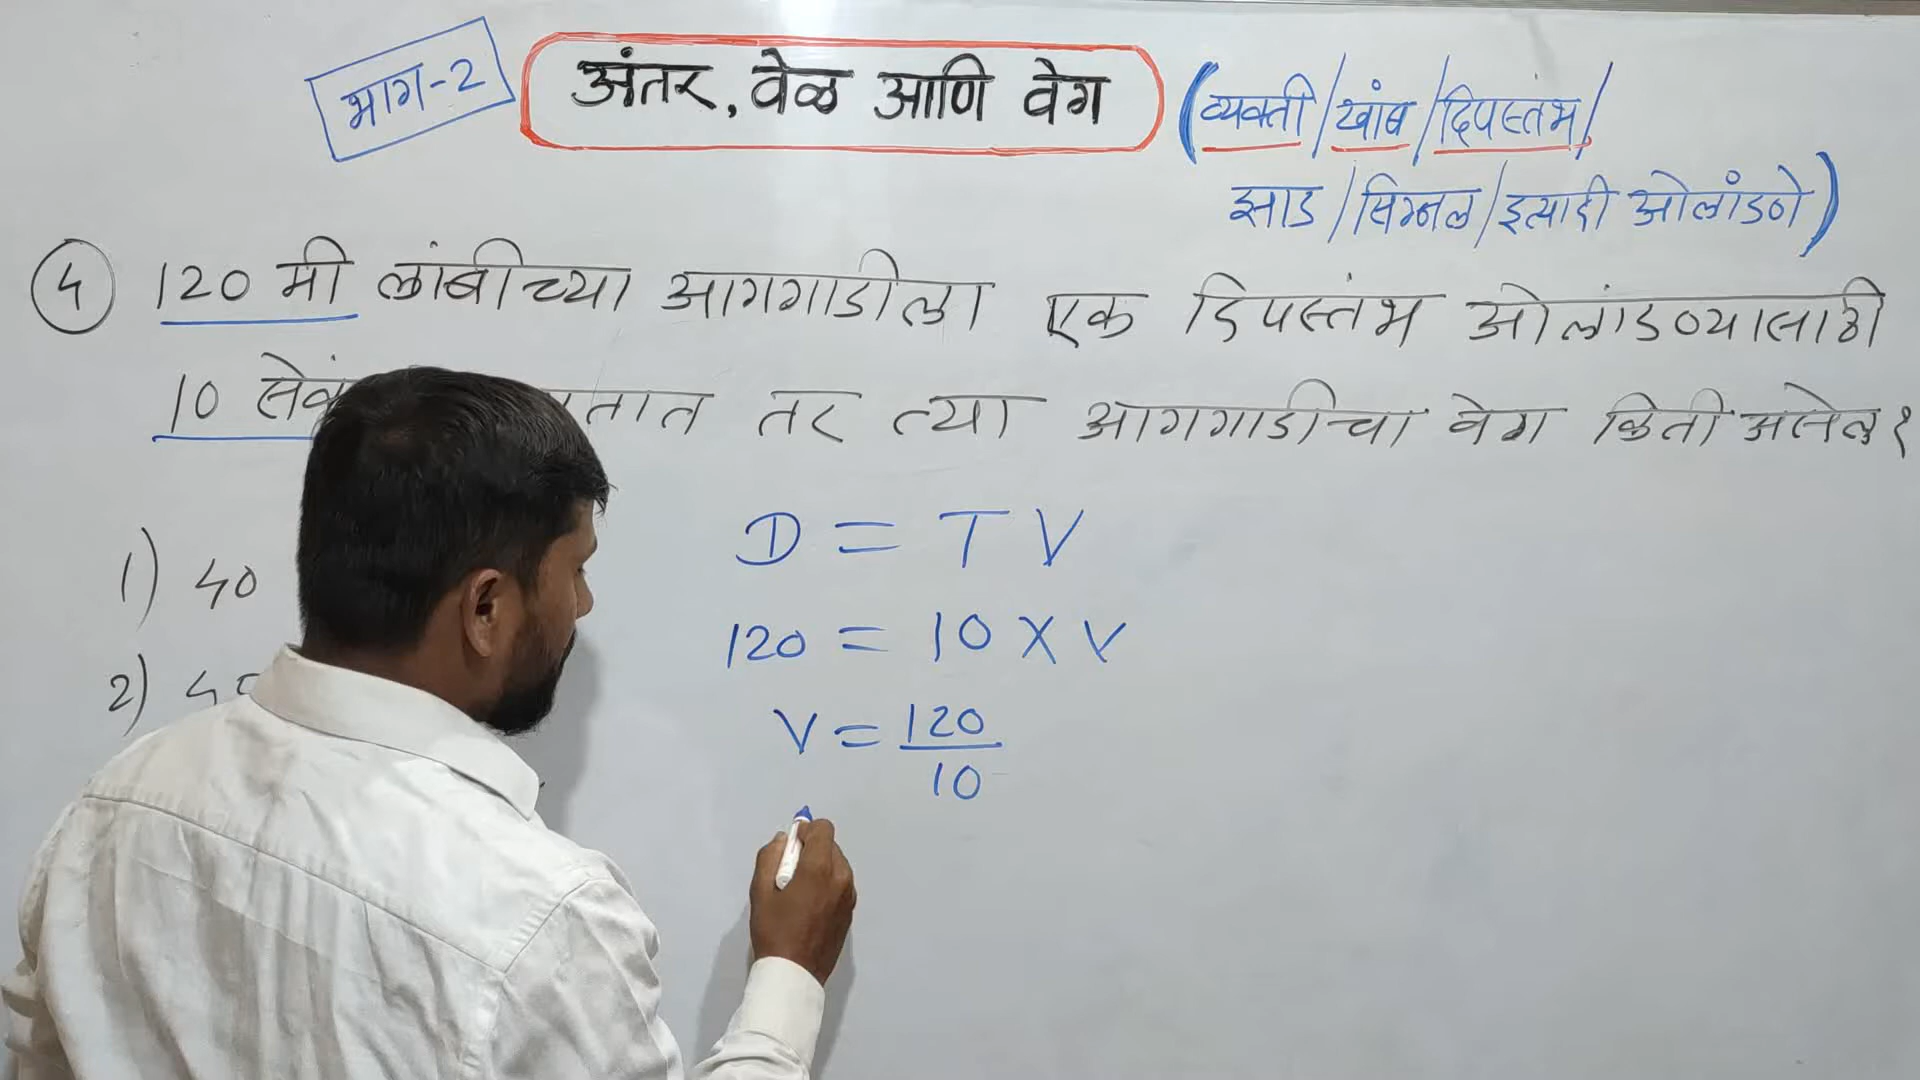 भाग-2
अंतर, वेळ आणि वेग
(व्यक्ती/खांब/दिपस्तंभ/
झाड/सिग्नल/इत्यादी ओलांडणे)
4 120 मी लांबीच्या आगगाडीला एक दिपस्तंभ ओलांडण्यासाठी
10 तर त्या आगगाडीचा वेग किती असेल?
1) 40
2)
D = T V
120 = 10 X V
V = 120
10